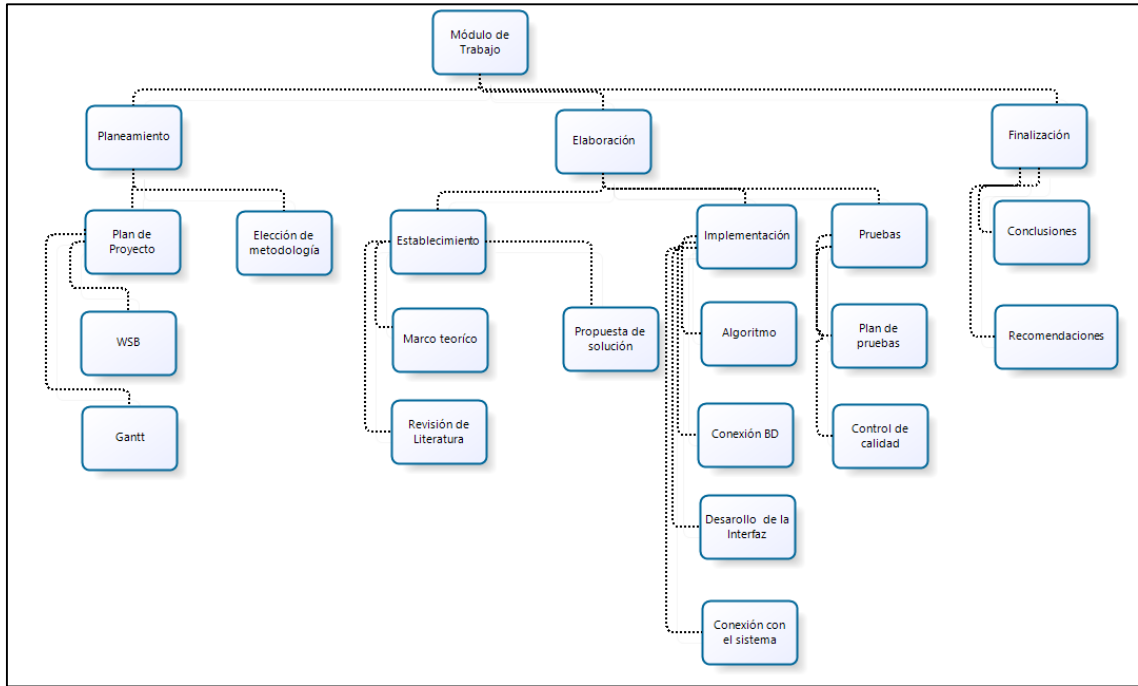 Módulo de
Trabajo
Planeamiento
Elaboración
Finalización
Plan de
Proyecto
Elección de
metodología
Establecimiento
Implementación
Pruebas
Conclusiones
WSB
Marco teoríco
Propuesta de
solución
Algoritmo
Plan de
pruebas
Recomendaciones
Gantt
Revisión de
Literatura
Conexión BD
Control de
calidad
Desarollo de la
Interfaz
Conexión con
el sistema